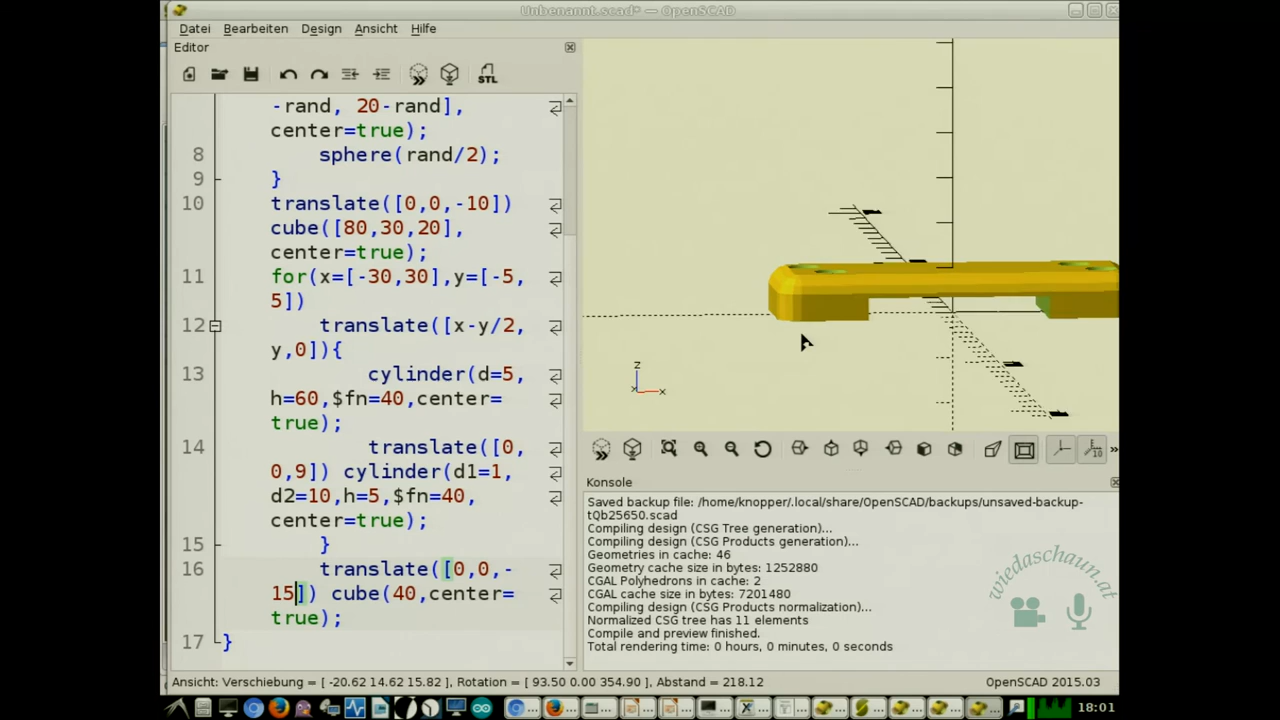 Unbenannt.scad* — OpenSCAD
Datei Bearbeiten Design Ansicht Hilfe
Editor
STL
-rand, 20-rand],
center=true);
8 sphere(rand/2);
9 }
10 translate([0,0,-10])
cube([80,30,20],
center=true);
11 for(x=[-30,30],y=[-5,
5])
12 translate([x-y/2,
y,0]){
13 cylinder(d=5,
h=60,$fn=40,center=
true);
14 translate([0,
0,9]) cylinder(d1=1,
d2=10,h=5,$fn=40,
center=true);
15 }
16 translate([0,0,-
15]) cube(40,center=
true);
17 }
z
x
10
Konsole
Saved backup file: /home/knopper/.local/share/OpenSCAD/backups/unsaved-backup-
tQb25650.scad
Compiling design (CSG Tree generation)...
Compiling design (CSG Products generation)...
Geometries in cache: 46
Geometry cache size in bytes: 1252880
CGAL Polyhedrons in cache: 2
CGAL cache size in bytes: 7201480
Compiling design (CSG Products normalization)...
Normalized CSG tree has 11 elements
Compile and preview finished.
Total rendering time: 0 hours, 0 minutes, 0 seconds
wiedaschaun.at
Ansicht: Verschiebung = [ -20.62 14.62 15.82 ], Rotation = [ 93.50 0.00 354.90 ], Abstand = 218.12
OpenSCAD 2015.03
18:01